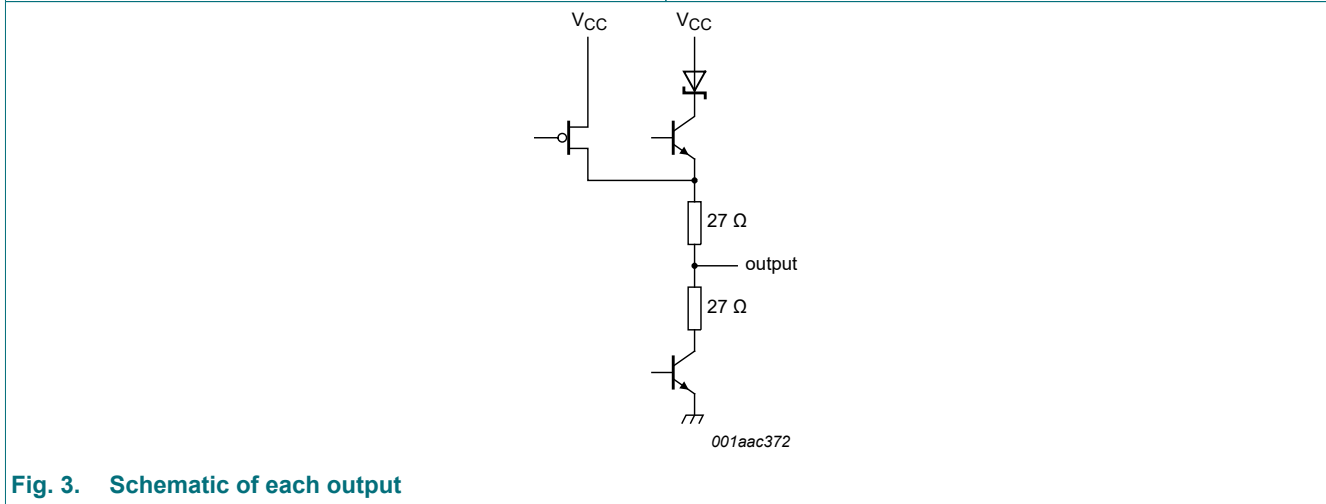 VCC VCC
27 Ω
output
27 Ω
001aac372
Fig. 3. Schematic of each output